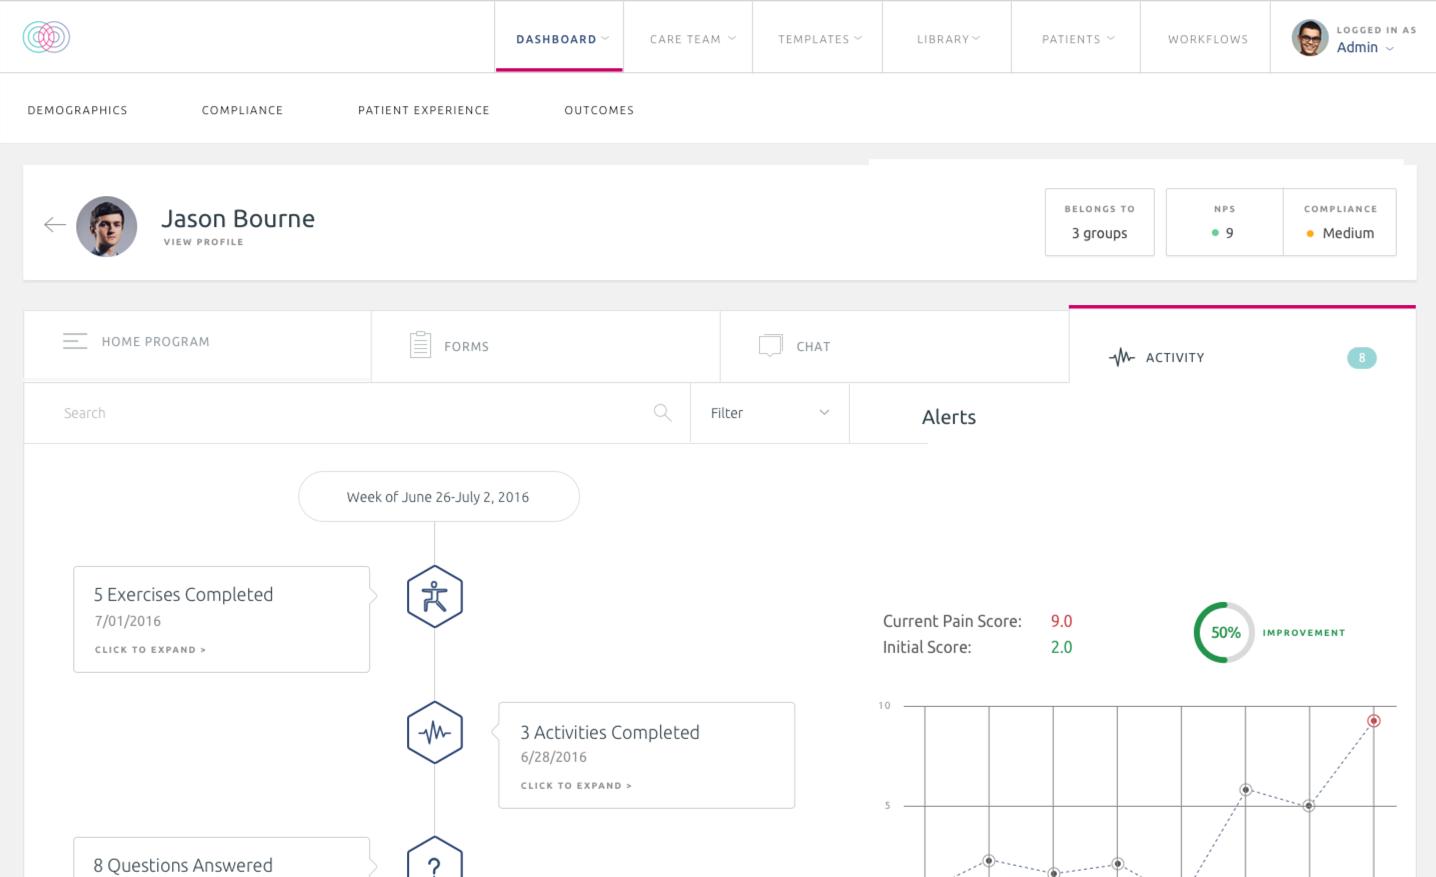 DASHBOARD
CARE TEAM
TEMPLATES
LIBRARY
PATIENTS
WORKFLOWS
LOGGED IN AS
Admin
DEMOGRAPHICS
COMPLIANCE
PATIENT EXPERIENCE
OUTCOMES
Jason Bourne
VIEW PROFILE
BELONGS TO
3 groups
NPS
9
COMPLIANCE
Medium
HOME PROGRAM
FORMS
CHAT
ACTIVITY
8
Search
Filter
Alerts
Week of June 26-July 2, 2016
5 Exercises Completed
7/01/2016
CLICK TO EXPAND >
3 Activities Completed
6/28/2016
CLICK TO EXPAND >
8 Questions Answered
Current Pain Score: 9.0
Initial Score: 2.0
50%
IMPROVEMENT
10
5